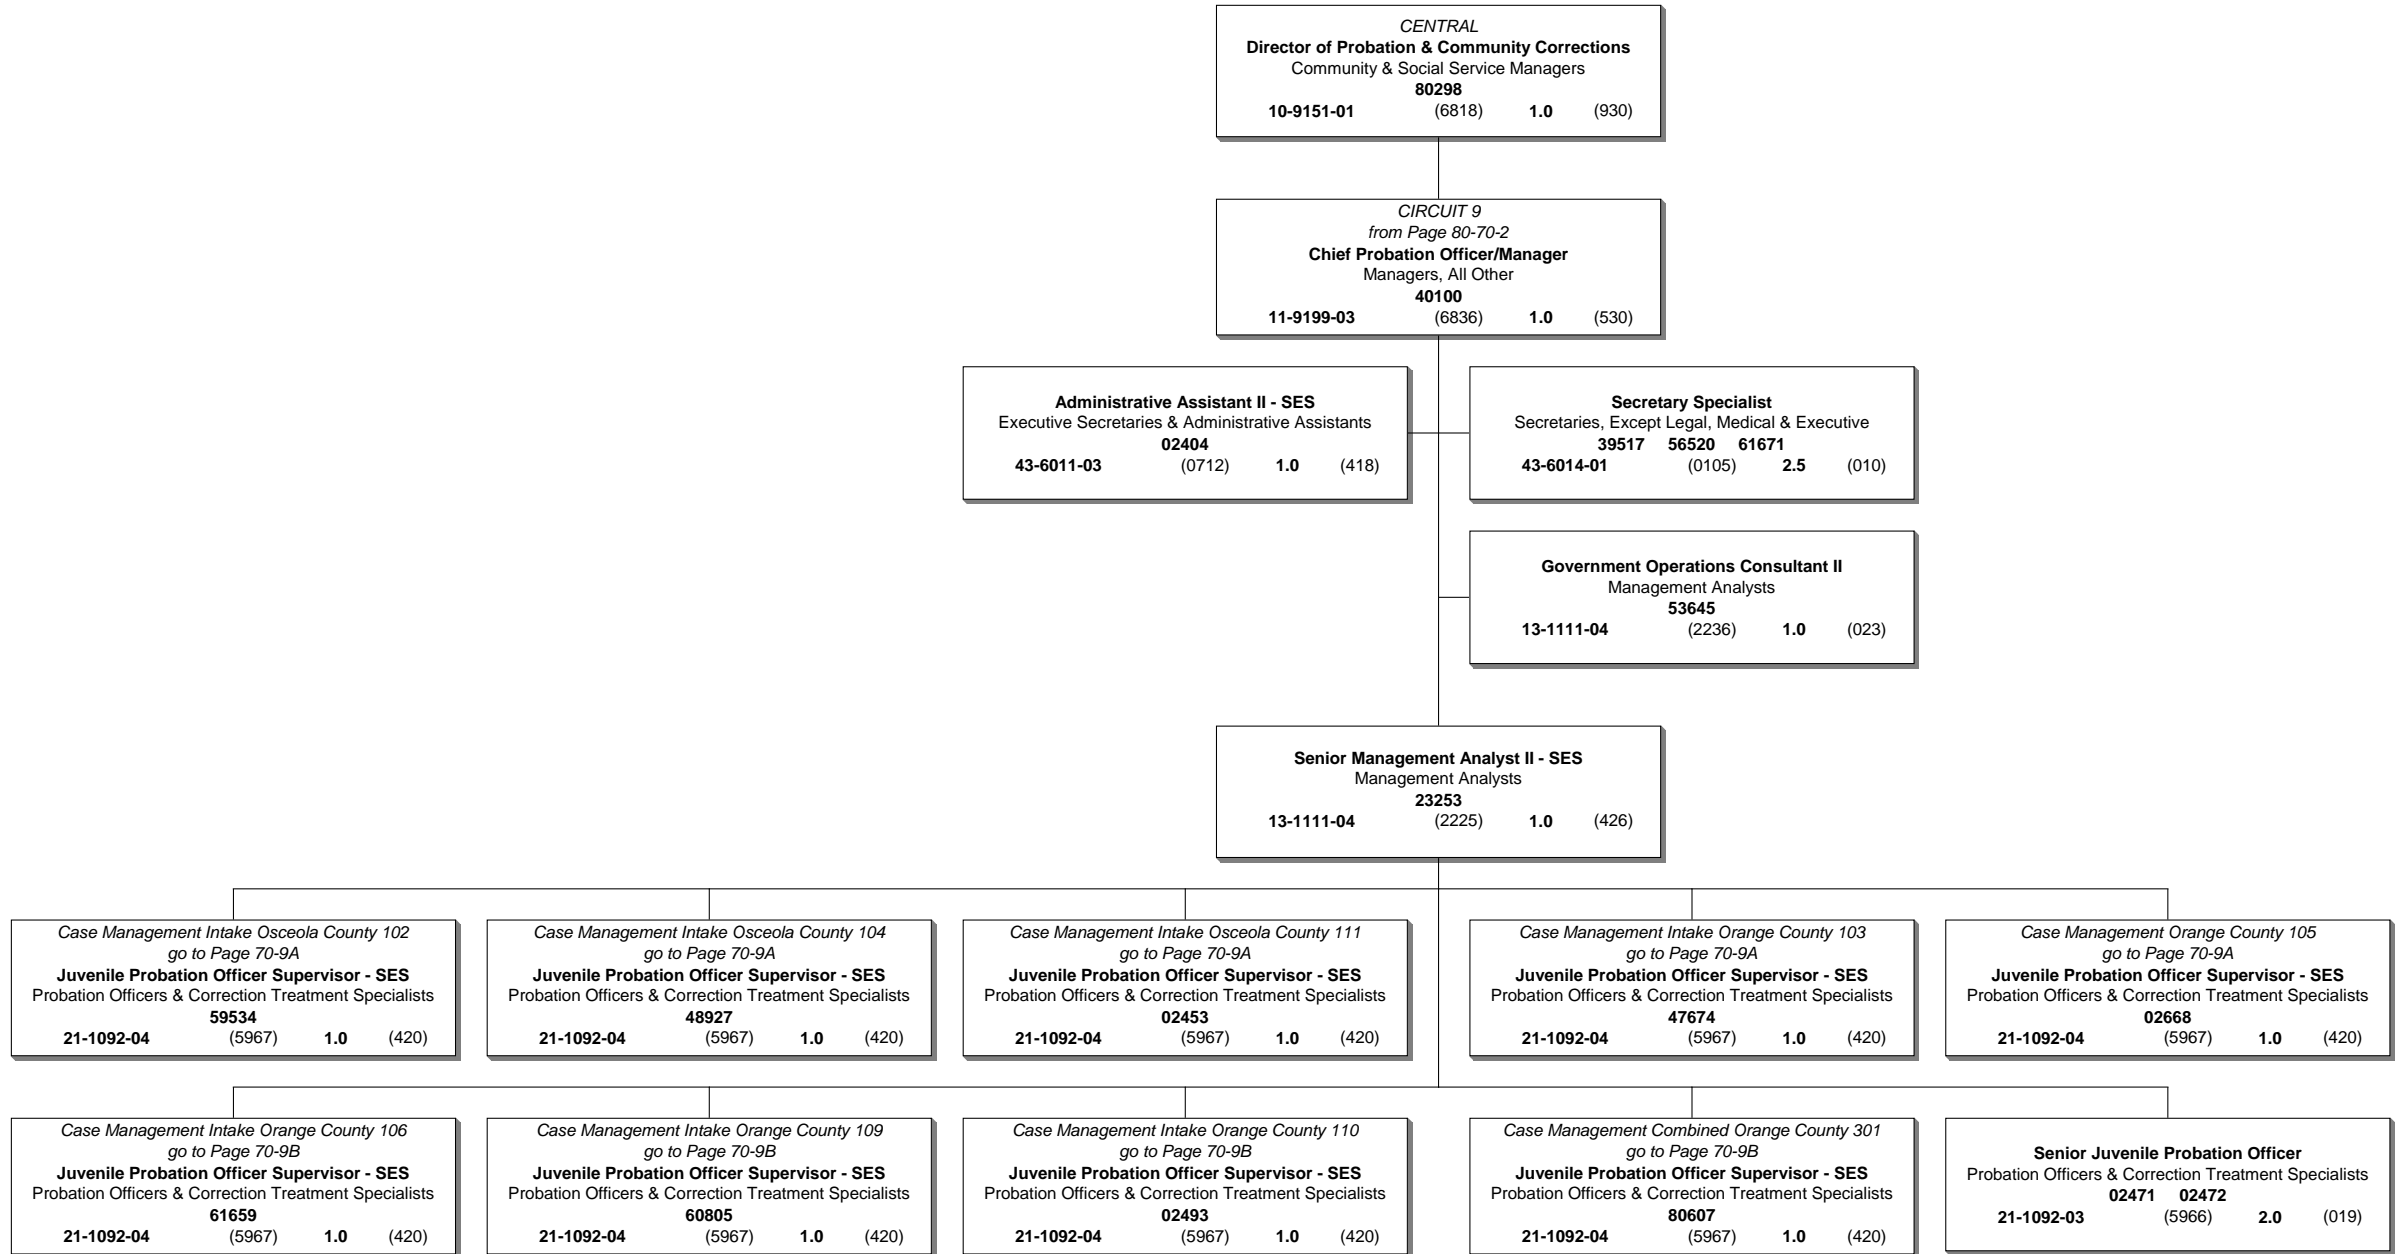 CENTRAL
Director of Probation & Community Corrections
Community & Social Service Managers
80298
10-9151-01 (6818) 1.0 (930)
CIRCUIT 9
from Page 80-70-2
Chief Probation Officer/Manager
Managers, All Other
40100
11-9199-03 (6836) 1.0 (530)
Administrative Assistant II - SES
Executive Secretaries & Administrative Assistants
02404
43-6011-03 (0712) 1.0 (418)
Secretary Specialist
Secretaries, Except Legal, Medical & Executive
39517 56520 61671
43-6014-01 (0105) 2.5 (010)
Government Operations Consultant II
Management Analysts
53645
13-1111-04 (2236) 1.0 (023)
Senior Management Analyst II - SES
Management Analysts
23253
13-1111-04 (2225) 1.0 (426)
Case Management Intake Osceola County 102
go to Page 70-9A
Juvenile Probation Officer Supervisor - SES
Probation Officers & Correction Treatment Specialists
59534
21-1092-04 (5967) 1.0 (420)
Case Management Intake Osceola County 104
go to Page 70-9A
Juvenile Probation Officer Supervisor - SES
Probation Officers & Correction Treatment Specialists
48927
21-1092-04 (5967) 1.0 (420)
Case Management Intake Osceola County 111
go to Page 70-9A
Juvenile Probation Officer Supervisor - SES
Probation Officers & Correction Treatment Specialists
02453
21-1092-04 (5967) 1.0 (420)
Case Management Intake Orange County 103
go to Page 70-9A
Juvenile Probation Officer Supervisor - SES
Probation Officers & Correction Treatment Specialists
47674
21-1092-04 (5967) 1.0 (420)
Case Management Orange County 105
go to Page 70-9A
Juvenile Probation Officer Supervisor - SES
Probation Officers & Correction Treatment Specialists
02668
21-1092-04 (5967) 1.0 (420)
Case Management Intake Orange County 106
go to Page 70-9B
Juvenile Probation Officer Supervisor - SES
Probation Officers & Correction Treatment Specialists
61659
21-1092-04 (5967) 1.0 (420)
Case Management Intake Orange County 109
go to Page 70-9B
Juvenile Probation Officer Supervisor - SES
Probation Officers & Correction Treatment Specialists
60805
21-1092-04 (5967) 1.0 (420)
Case Management Intake Orange County 110
go to Page 70-9B
Juvenile Probation Officer Supervisor - SES
Probation Officers & Correction Treatment Specialists
02493
21-1092-04 (5967) 1.0 (420)
Case Management Combined Orange County 301
go to Page 70-9B
Juvenile Probation Officer Supervisor - SES
Probation Officers & Correction Treatment Specialists
80607
21-1092-04 (5967) 1.0 (420)
Senior Juvenile Probation Officer
Probation Officers & Correction Treatment Specialists
02471 02472
21-1092-03 (5966) 2.0 (019)